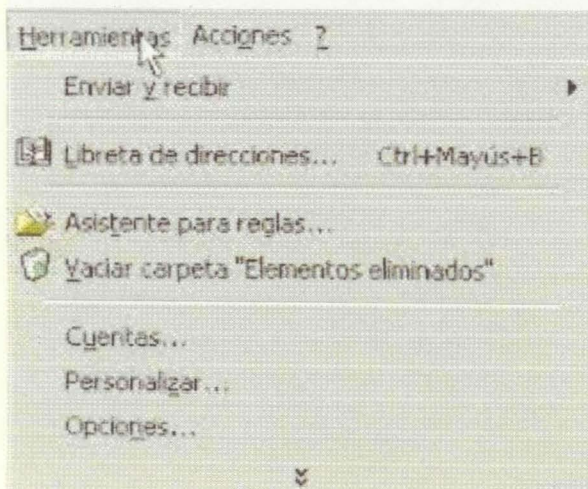 Herramientas Acciones ?
Enviar y recibir
Libreta de direcciones... Ctrl+Mayús+B
Asistente para reglas...
Vaciar carpeta "Elementos eliminados"
Cuentas...
Personalizar...
Opciones...